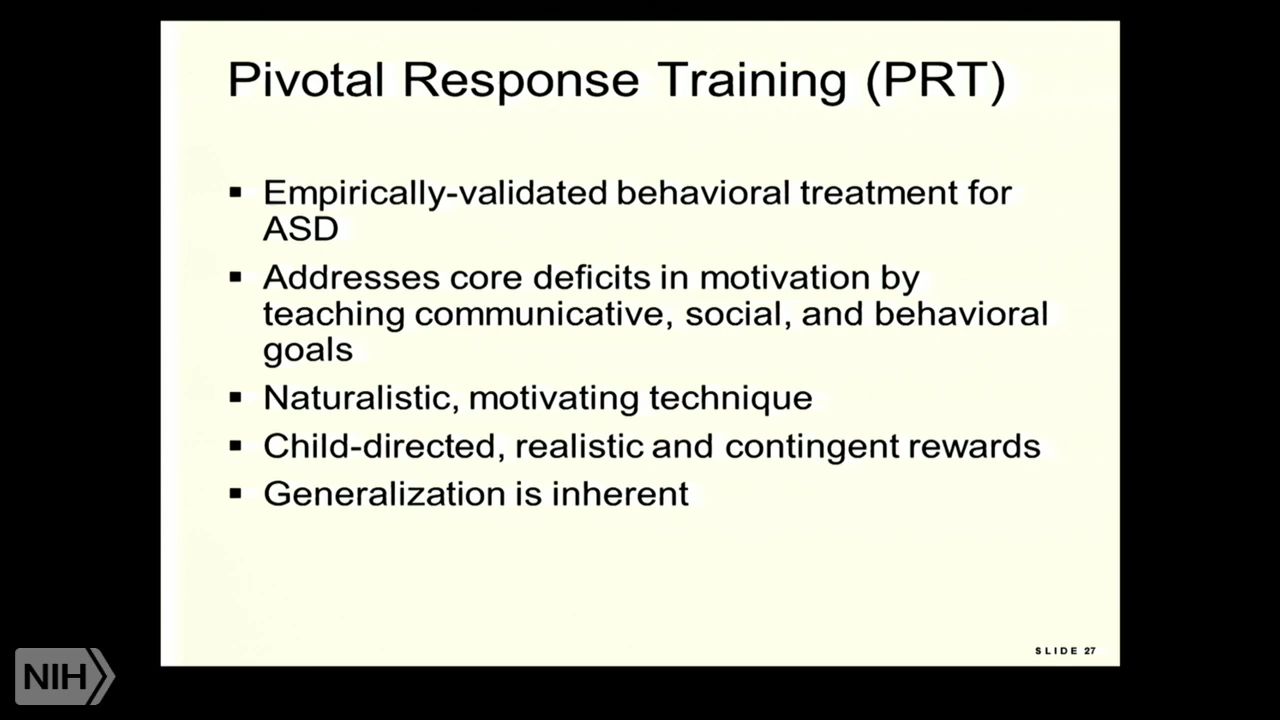 Pivotal Response Training (PRT)
▪ Empirically-validated behavioral treatment for
ASD
▪ Addresses core deficits in motivation by
teaching communicative, social, and behavioral
goals
▪ Naturalistic, motivating technique
▪ Child-directed, realistic and contingent rewards
▪ Generalization is inherent
SLIDE 27
NIH